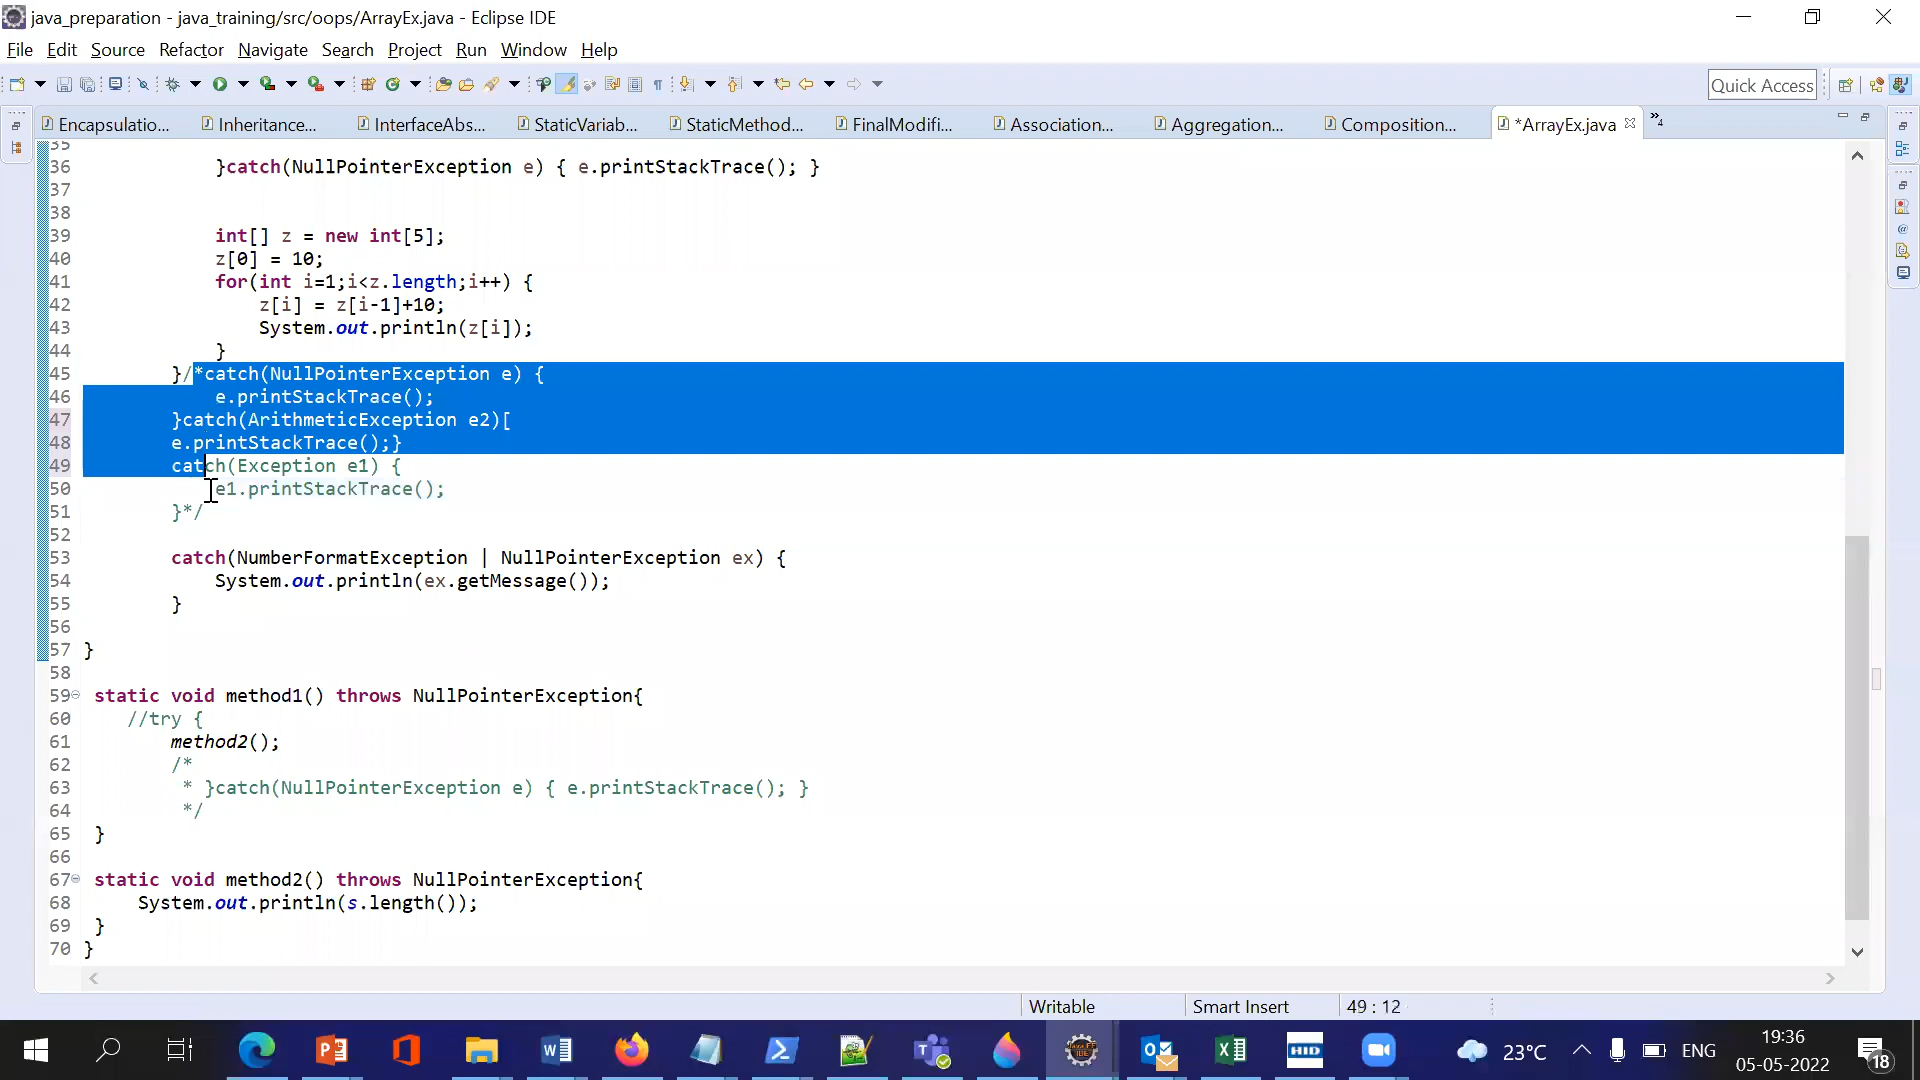 java_preparation - java_training/src/oops/ArrayEx.java - Eclipse IDE
File Edit Source Refactor Navigate Search Project Run Window Help
Quick Access
Encapsulatio... Inheritance... InterfaceAbs... StaticVariab... StaticMethod... FinalModifi... Association... Aggregation... Composition... *ArrayEx.java »4
35
36 }catch(NullPointerException e) { e.printStackTrace(); }
37
38
39 int[] z = new int[5];
40 z[0] = 10;
41 for(int i=1;i<z.length;i++) {
42 z[i] = z[i-1]+10;
43 System.out.println(z[i]);
44 }
45 }/*catch(NullPointerException e) {
46 e.printStackTrace();
47 }catch(ArithmeticException e2)[
48 e.printStackTrace();}
49 catch(Exception e1) {
50 e1.printStackTrace();
51 }*/
52
53 catch(NumberFormatException | NullPointerException ex) {
54 System.out.println(ex.getMessage());
55 }
56
57 }
58
59 static void method1() throws NullPointerException{
60 //try {
61 method2();
62 /*
63 * }catch(NullPointerException e) { e.printStackTrace(); }
64 */
65 }
66
67 static void method2() throws NullPointerException{
68 System.out.println(s.length());
69 }
70 }
Writable Smart Insert 49 : 12
HID
23°C ENG 19:36
05-05-2022 18